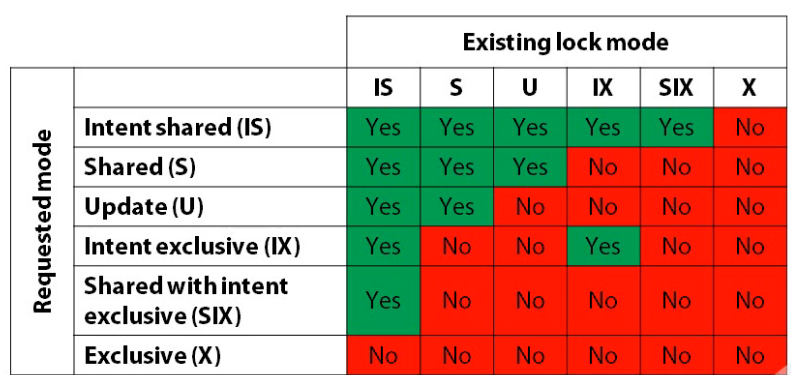 Existing lock mode
IS S U IX SIX X
Requested mode
Intent shared (IS) Yes Yes Yes Yes Yes No
Shared (S) Yes Yes Yes No No No
Update (U) Yes Yes No No No No
Intent exclusive (IX) Yes No No Yes No No
Shared with intent
exclusive (SIX) Yes No No No No No
Exclusive (X) No No No No No No